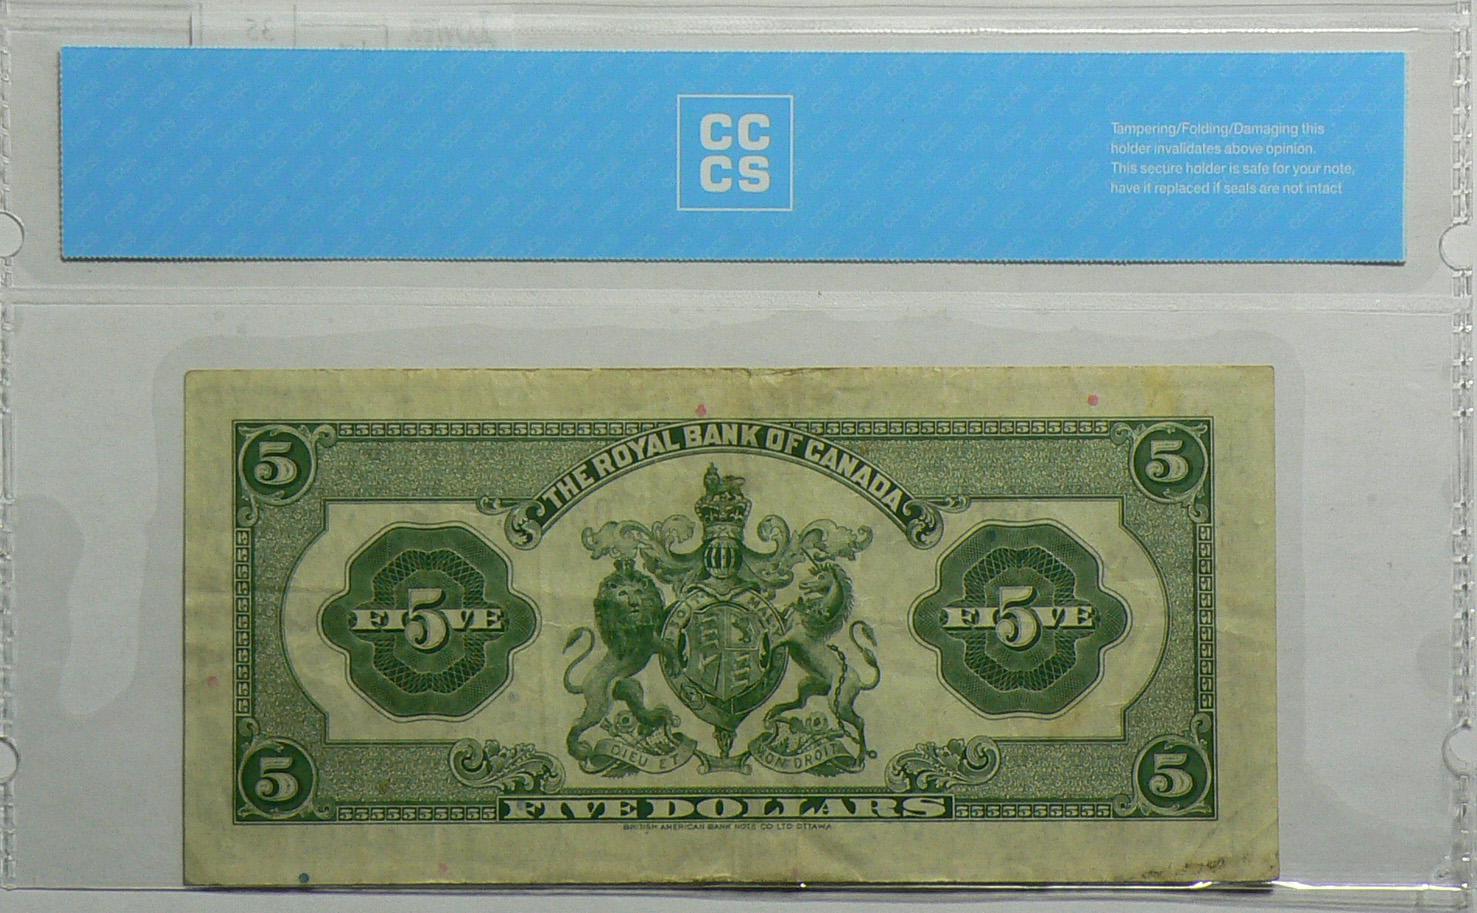 CC
CS
Tampering/Folding/Damaging this
holder invalidates above opinion.
This secure holder is safe for your note,
have it replaced if seals are not intact
THE ROYAL BANK OF CANADA
5
5
FIVE
5
FIVE
5
DIEU ET
MON DROIT
5
5
FIVE DOLLARS
BRITISH AMERICAN BANK NOTE CO LTD OTTAWA